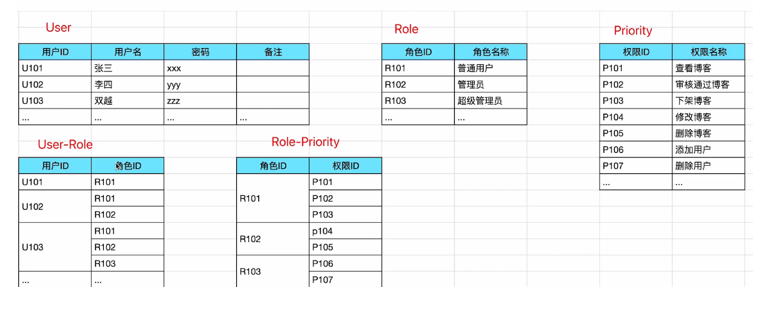 User
用户ID 用户名 密码 备注
U101 张三 xxx
U102 李四 yyy
U103 双越 zzz
... ... ... ...
Role
角色ID 角色名称
R101 普通用户
R102 管理员
R103 超级管理员
... ...
Priority
权限ID 权限名称
P101 查看博客
P102 审核通过博客
P103 下架博客
P104 修改博客
P105 删除博客
P106 添加用户
P107 删除用户
... ...
User-Role
用户ID 角色ID
U101 R101
U102 R101
R102
U103 R101
R102
R103
... ...
Role-Priority
角色ID 权限ID
R101 P101
P102
P103
R102 p104
P105
R103 P106
P107